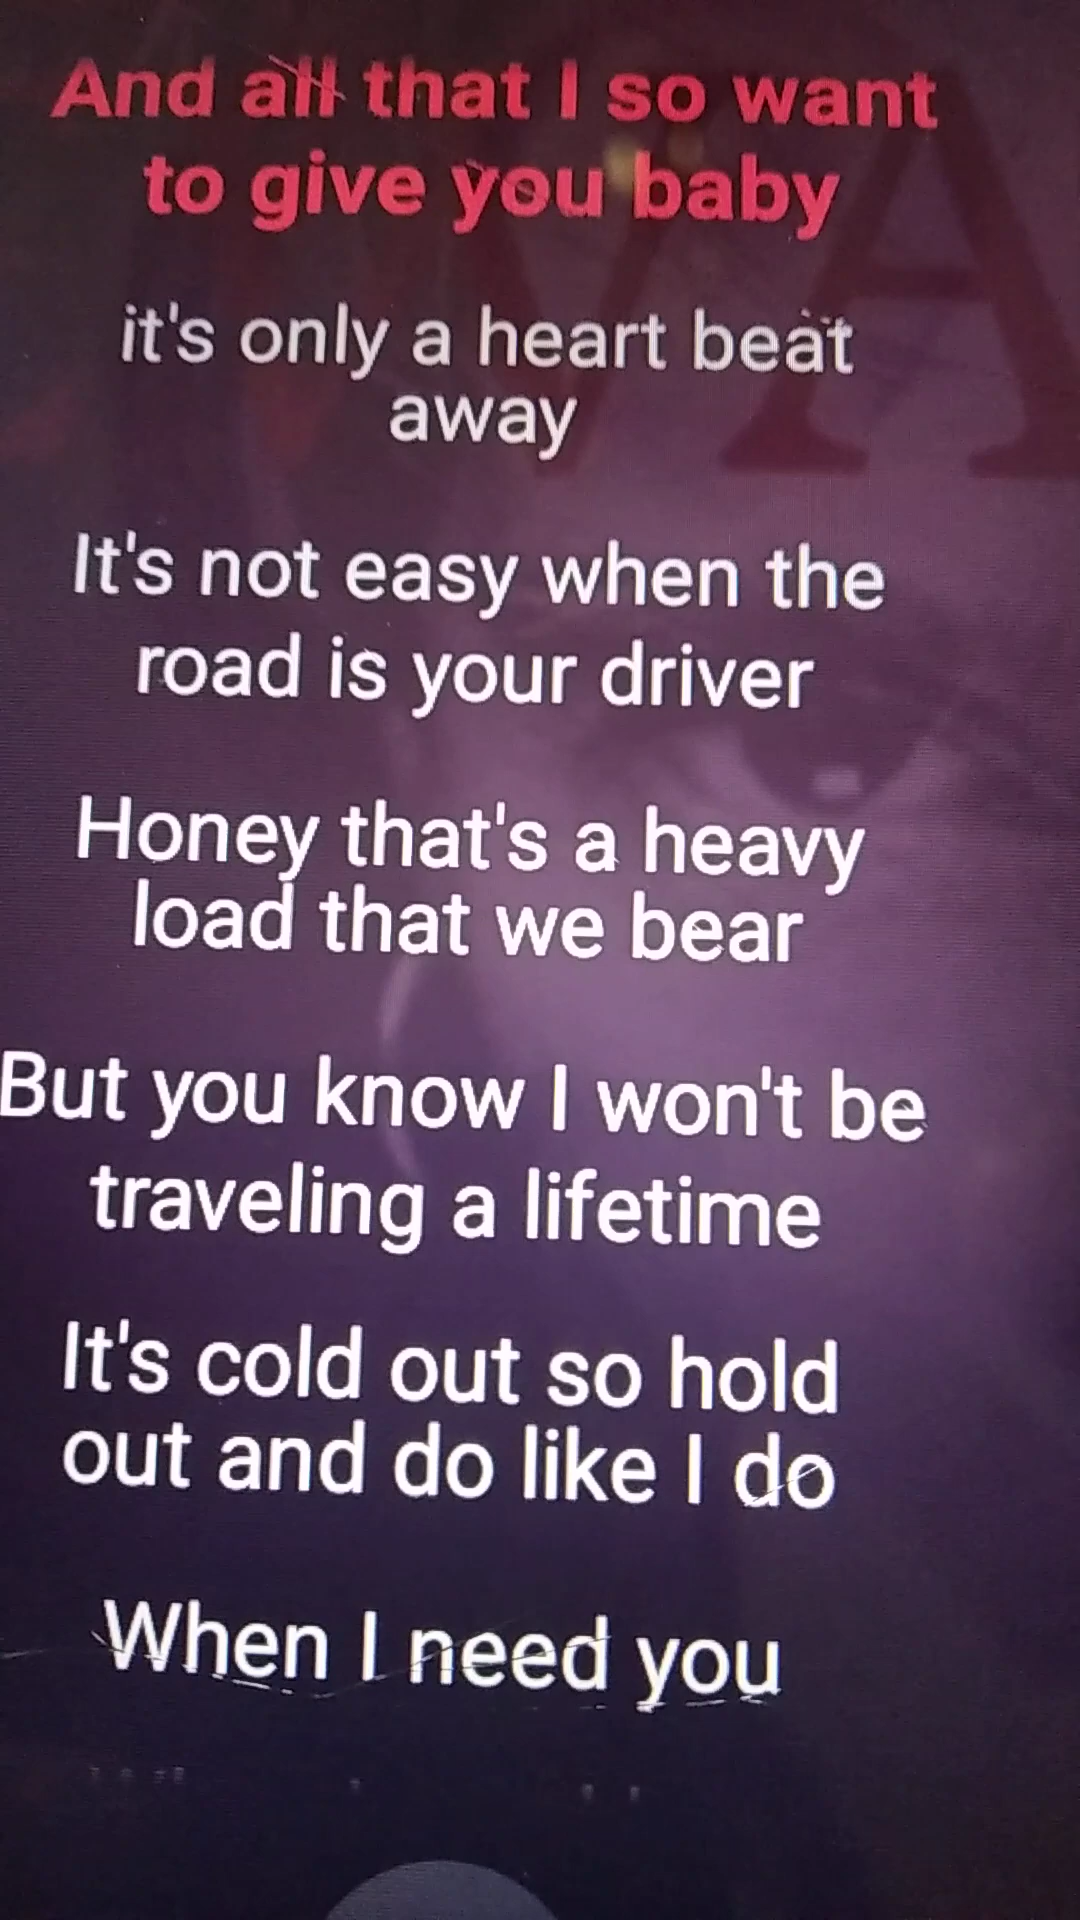 And all that I so want
to give you baby
it's only a heart beat
away
It's not easy when the
road is your driver
Honey that's a heavy
load that we bear
But you know I won't be
traveling a lifetime
It's cold out so hold
out and do like I do
When I need you